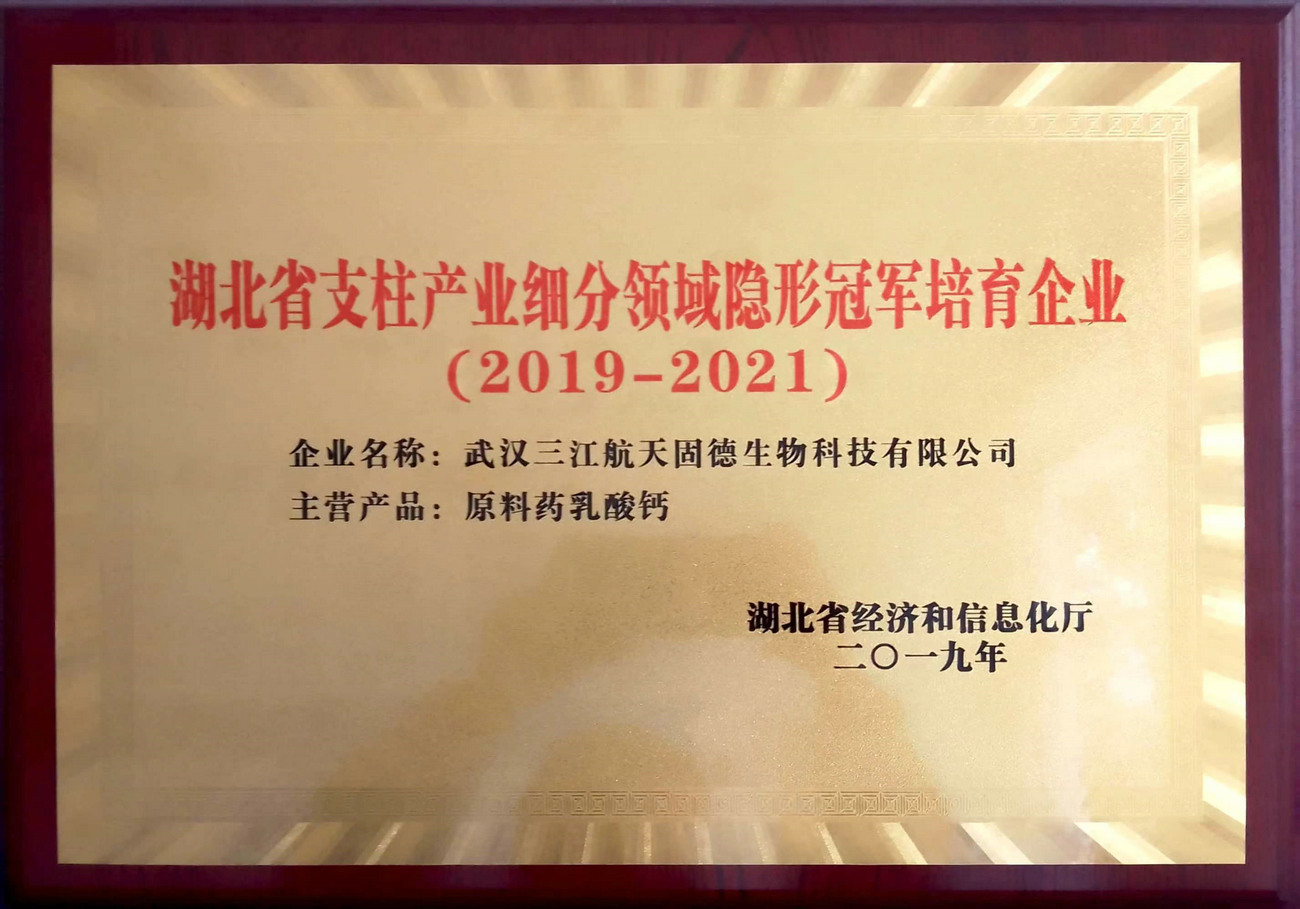 湖北省支柱产业细分领域隐形冠军培育企业
(2019-2021)
企业名称：武汉三江航天固德生物科技有限公司
主营产品：原料药乳酸钙
湖北省经济和信息化厅
二〇一九年